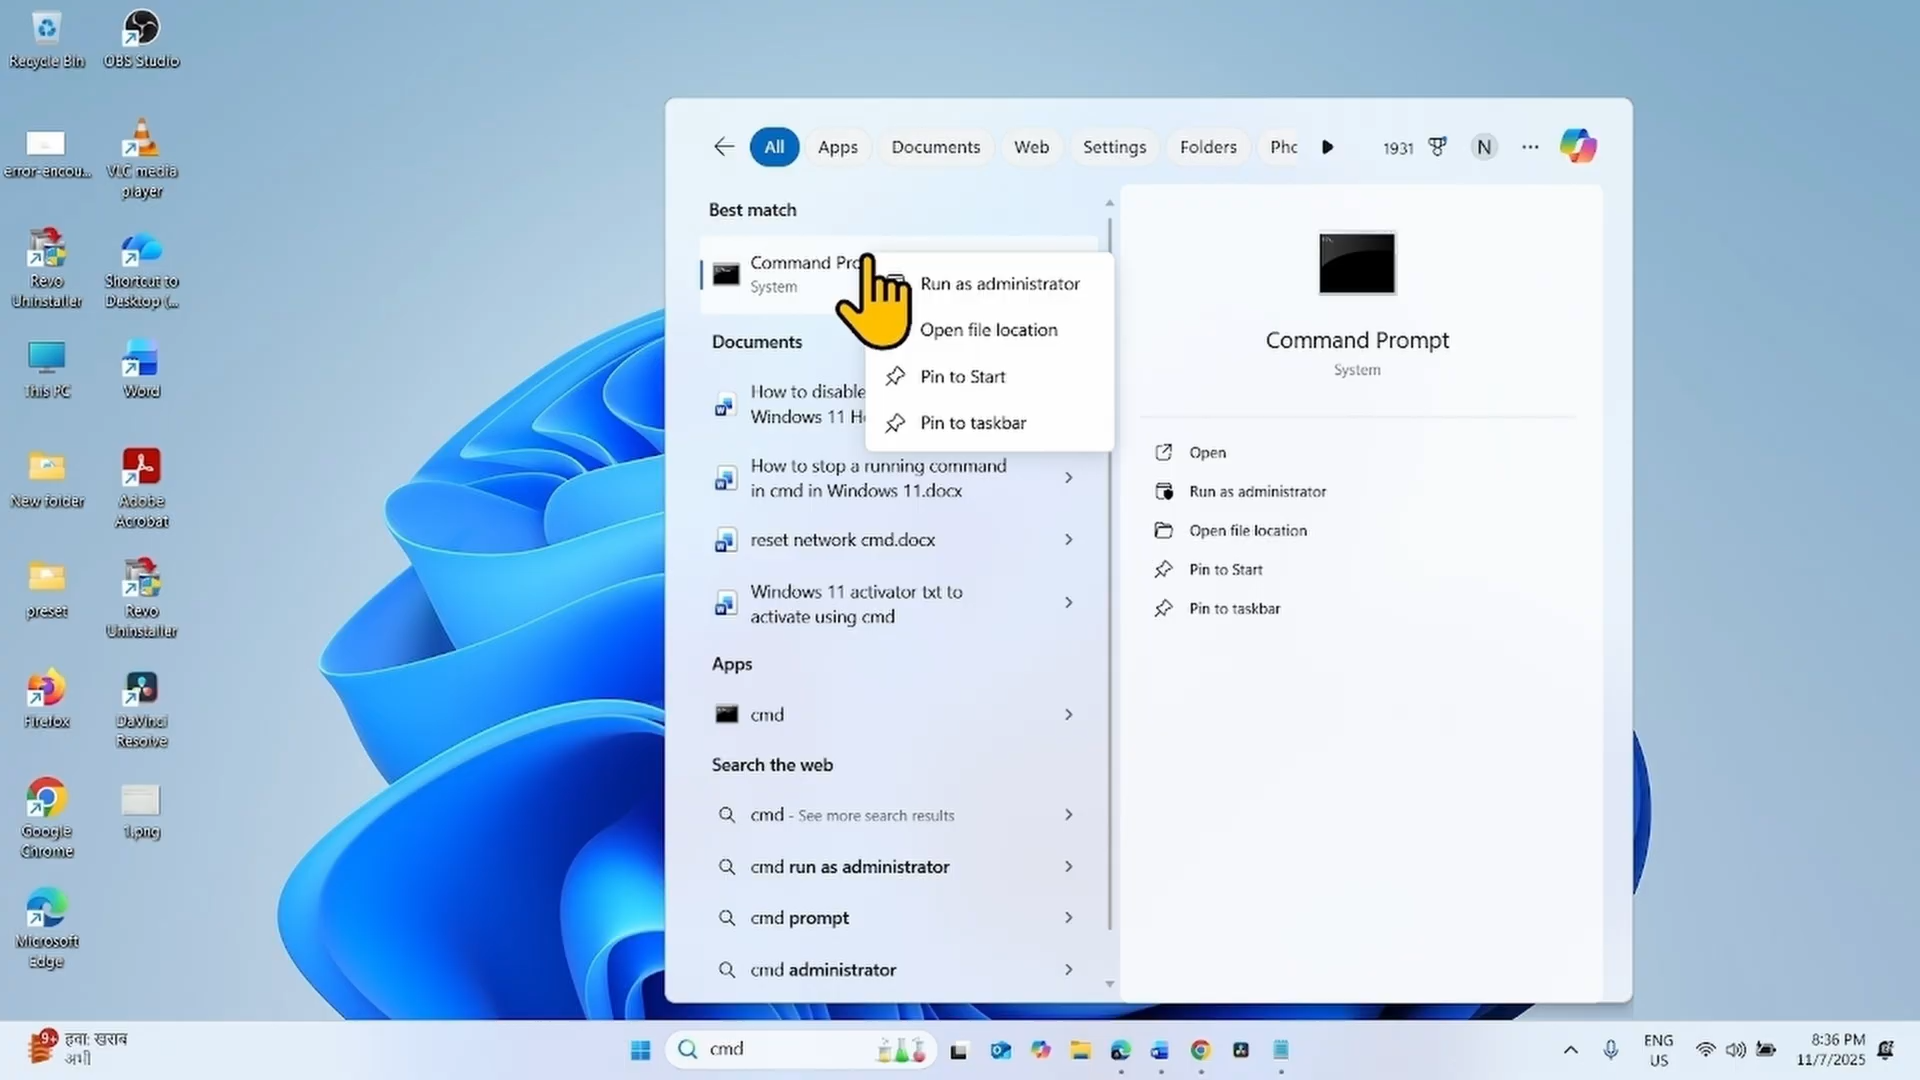 Recycle Bin
OBS Studio
error-encou...
VLC media
player
Revo
Uninstaller
Shortcut to
Desktop (...
This PC
Word
New folder
Adobe
Acrobat
preset
Revo
Uninstaller
Firefox
DaVinci
Resolve
Google
Chrome
1.png
Microsoft
Edge
All
Apps
Documents
Web
Settings
Folders
Pho
1931
N
Best match
Command Pro
System
Run as administrator
Open file location
Pin to Start
Pin to taskbar
Documents
How to disable
Windows 11 H
How to stop a running command
in cmd in Windows 11.docx
reset network cmd.docx
Windows 11 activator txt to
activate using cmd
Apps
cmd
Search the web
cmd - See more search results
cmd run as administrator
cmd prompt
cmd administrator
Command Prompt
System
Open
Run as administrator
Open file location
Pin to Start
Pin to taskbar
9+
हवा: खराब
अभी
cmd
ENG
US
8:36 PM
11/7/2025